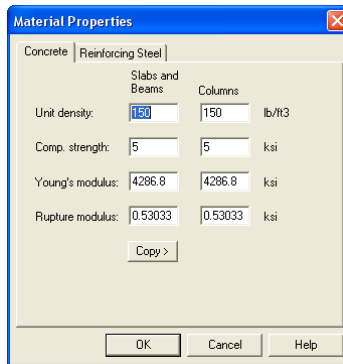 Material Properties
Concrete Reinforcing Steel
Slabs and
Beams Columns
Unit density: 150 150 lb/ft3
Comp. strength: 5 5 ksi
Young's modulus: 4286.8 4286.8 ksi
Rupture modulus: 0.53033 0.53033 ksi
Copy >
OK Cancel Help